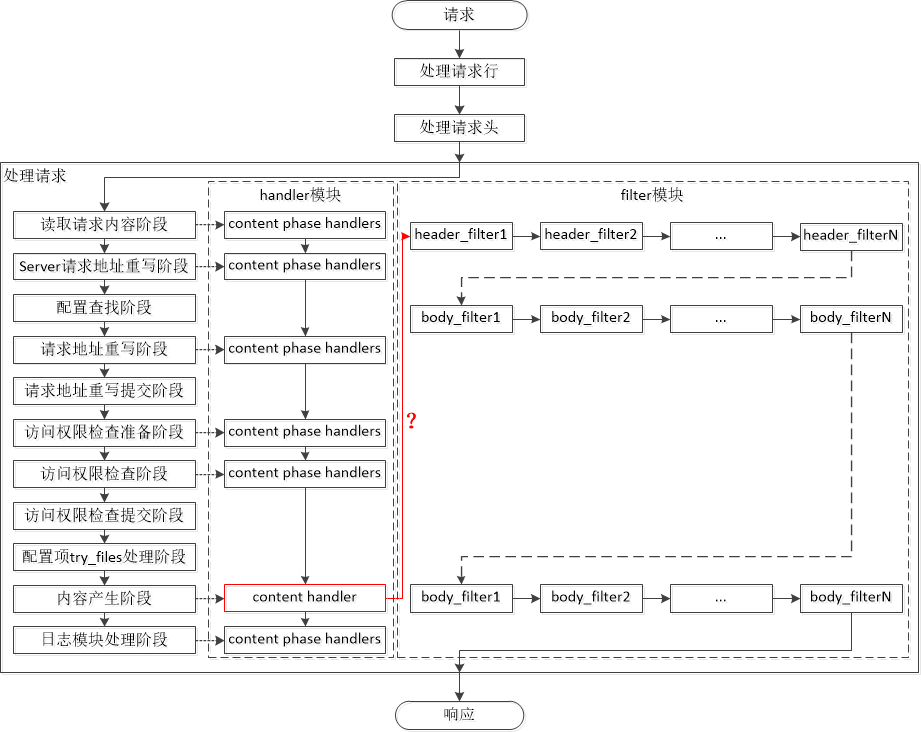 请求
处理请求行
处理请求头
处理请求
读取请求内容阶段
Server请求地址重写阶段
配置查找阶段
请求地址重写阶段
请求地址重写提交阶段
访问权限检查准备阶段
访问权限检查阶段
访问权限检查提交阶段
配置项try_files处理阶段
内容产生阶段
日志模块处理阶段
handler模块
content phase handlers
content phase handlers
content phase handlers
content phase handlers
content phase handlers
content handler
content phase handlers
?
filter模块
header_filter1
header_filter2
...
header_filterN
body_filter1
body_filter2
...
body_filterN
body_filter1
body_filter2
...
body_filterN
响应